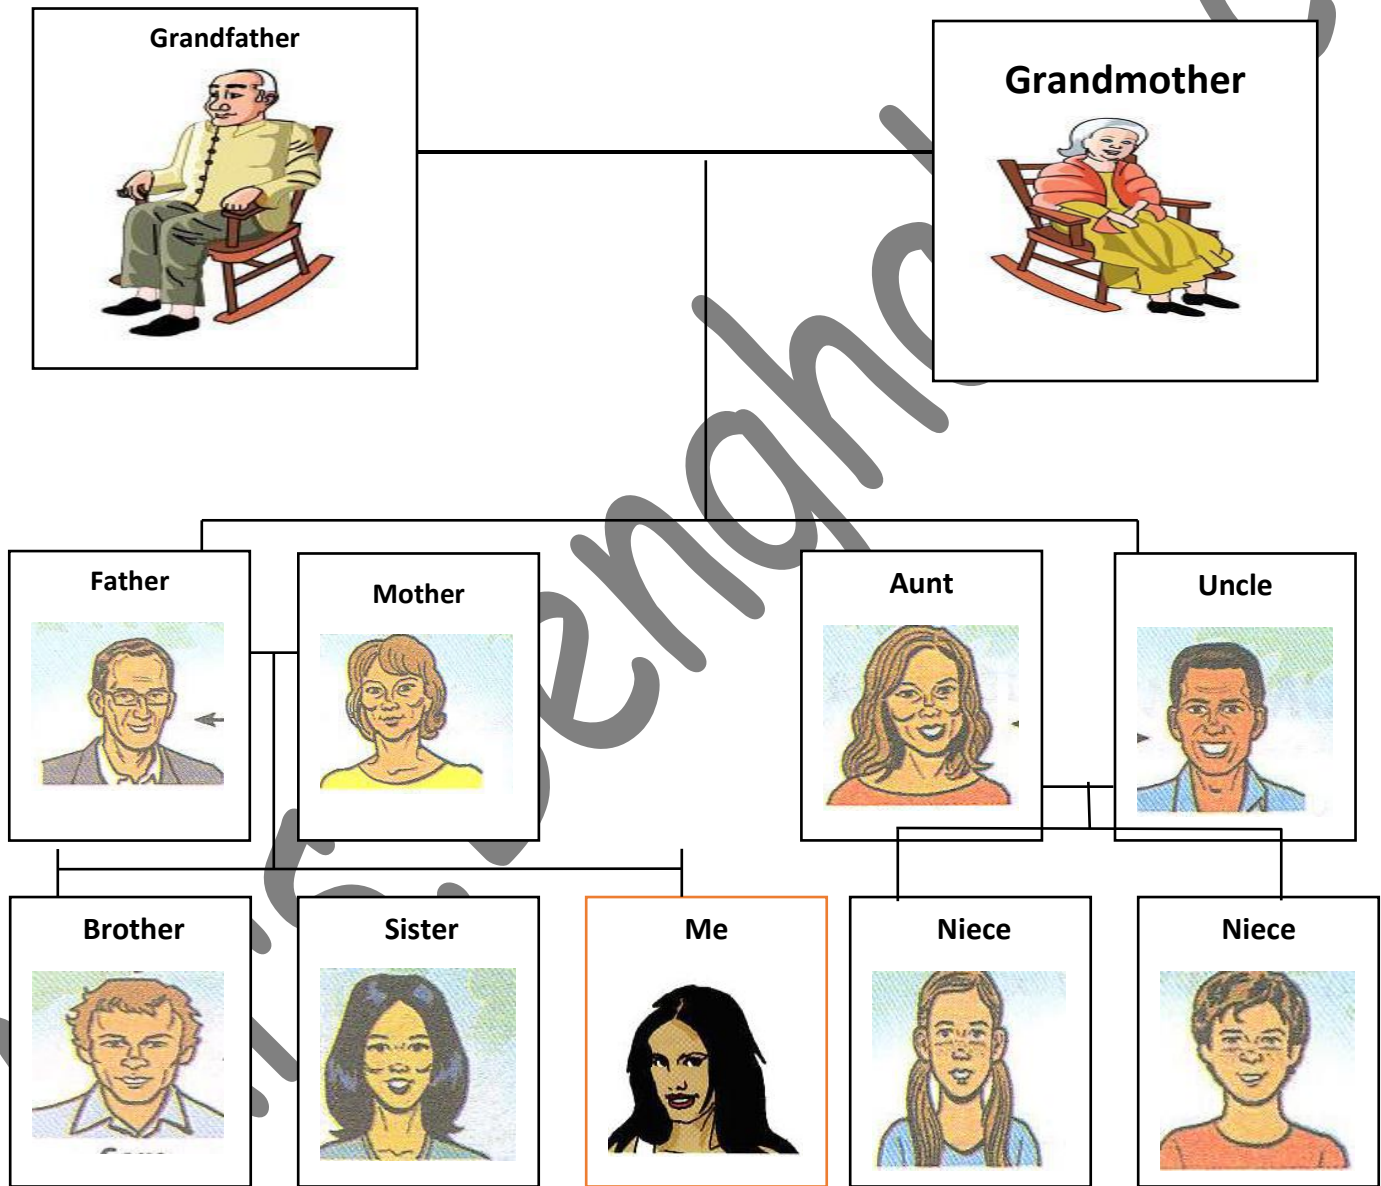 Grandfather
Grandmother
Father
Mother
Aunt
Uncle
Brother
Sister
Me
Niece
Niece